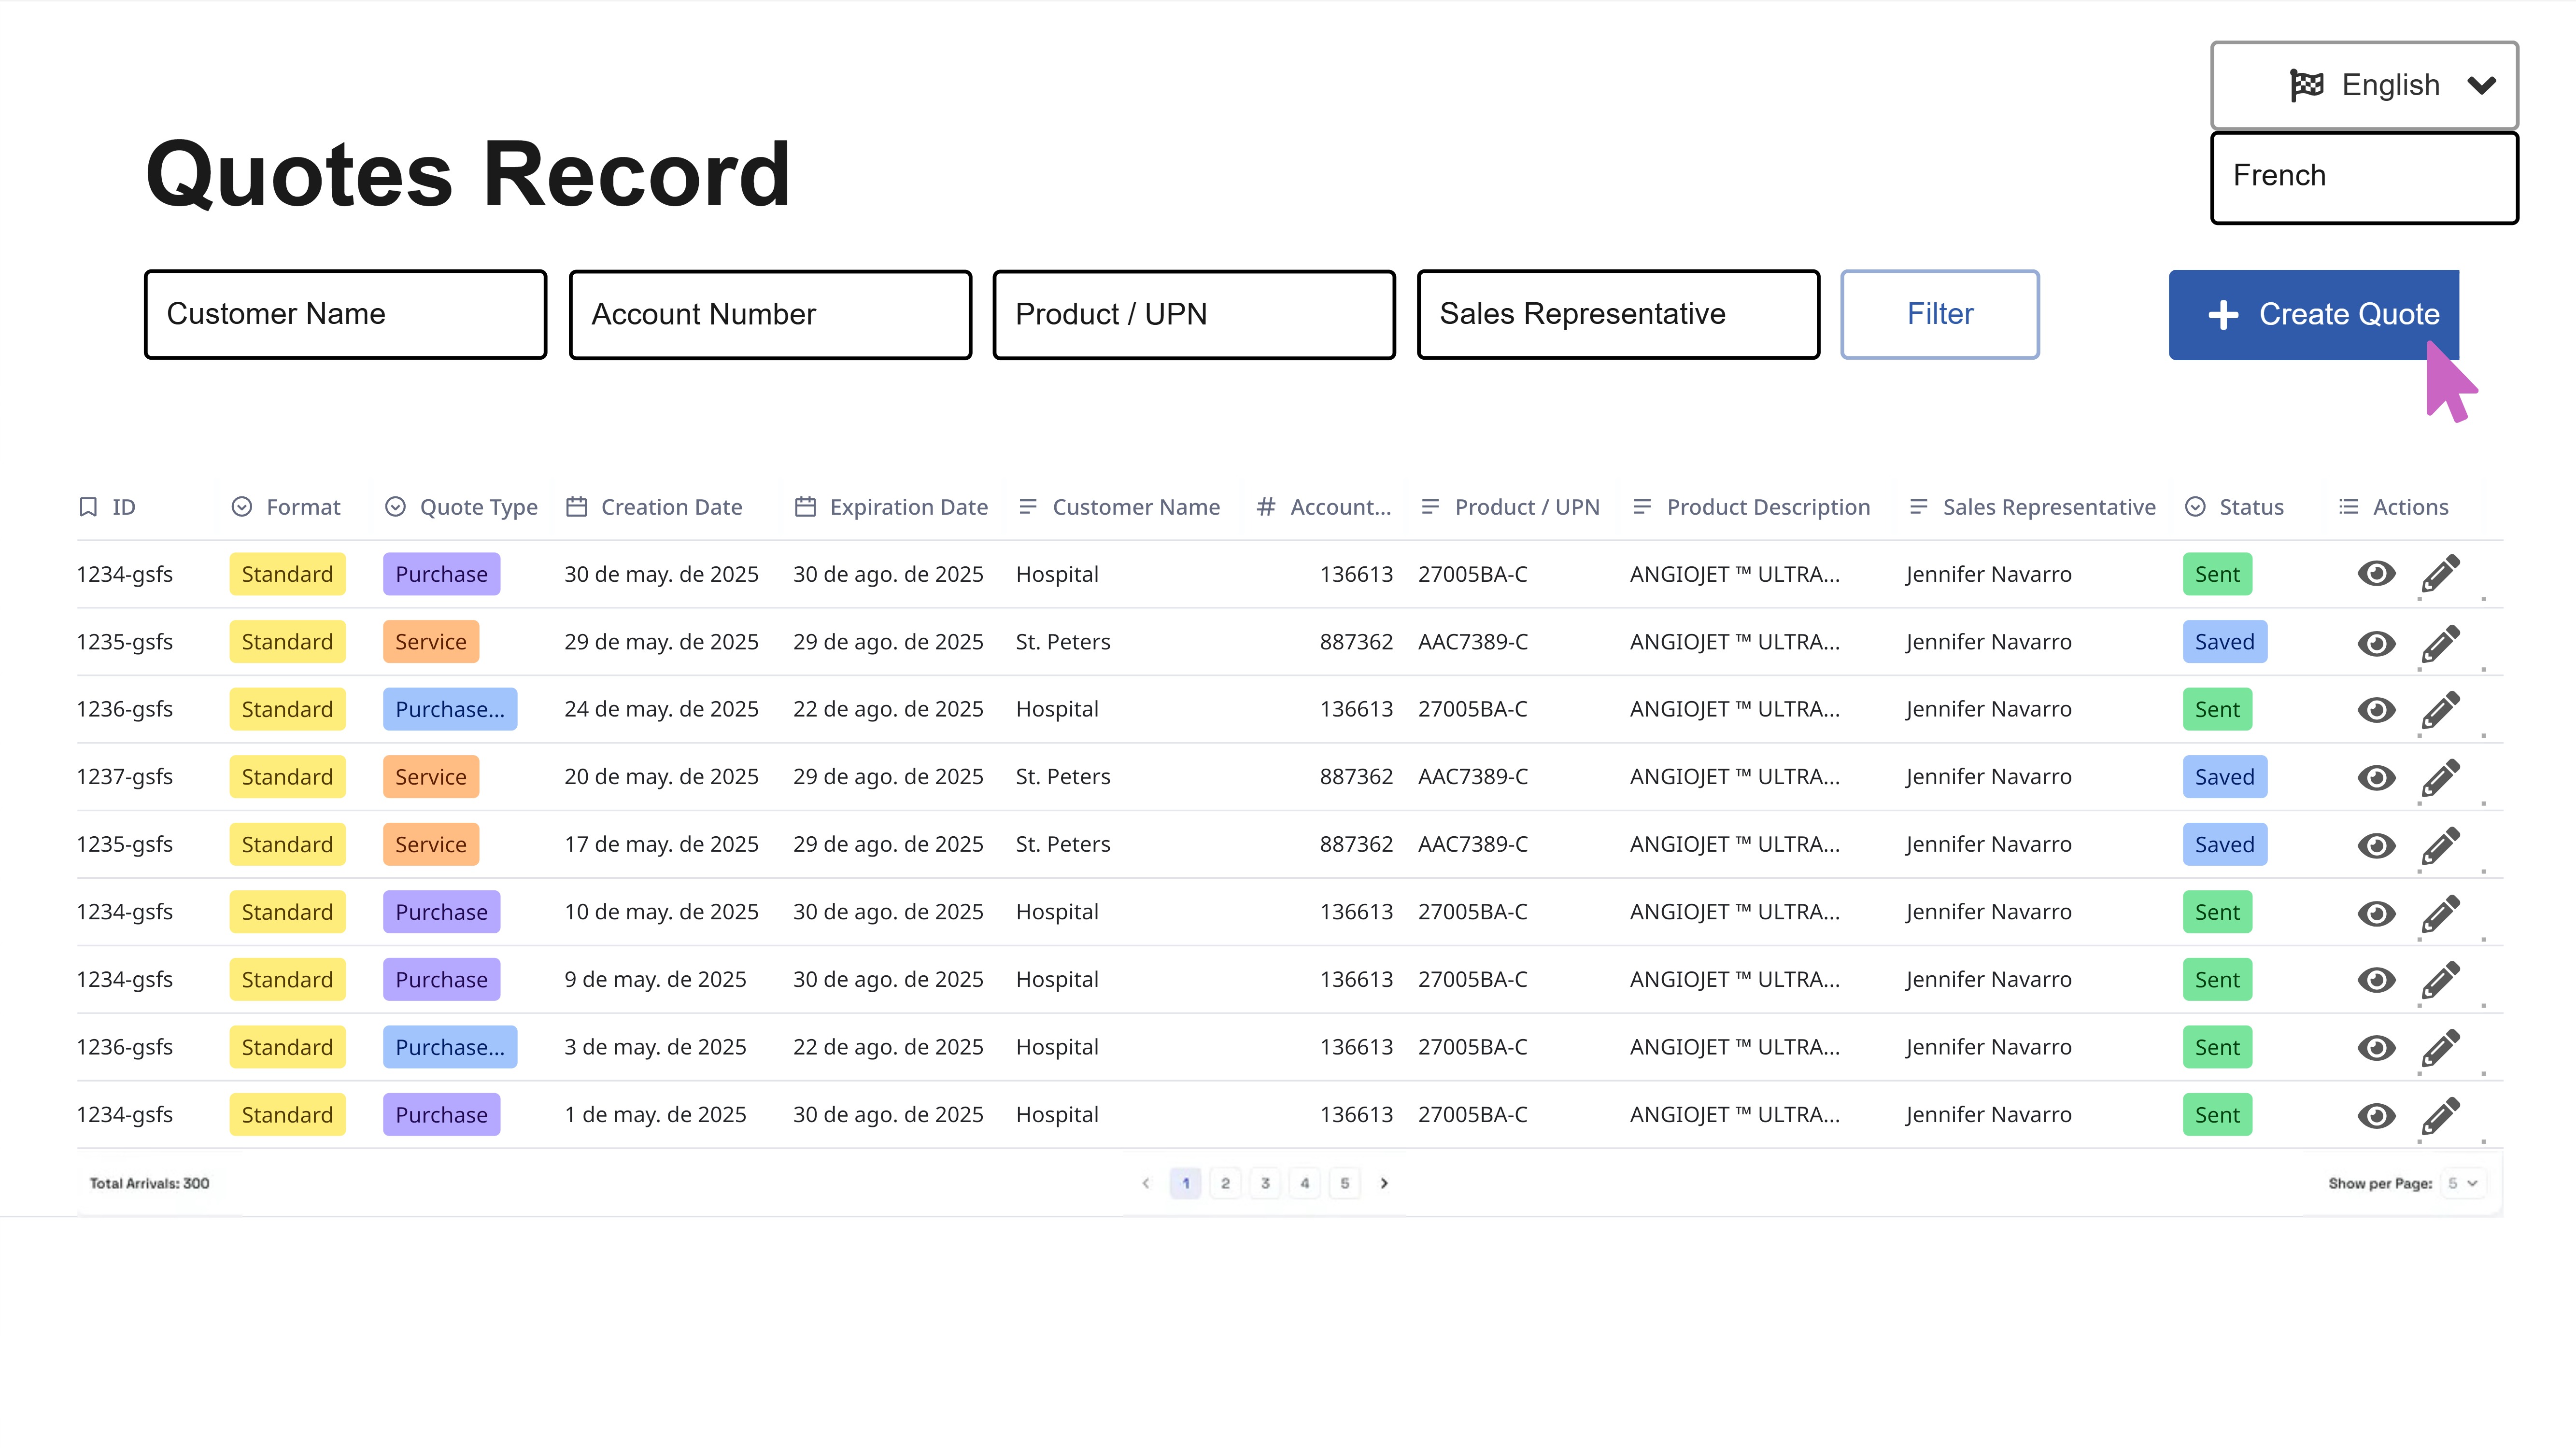 English
French
Quotes Record
Customer Name Account Number Product / UPN Sales Representative Filter + Create Quote
ID Format Quote Type Creation Date Expiration Date Customer Name # Account... Product / UPN Product Description Sales Representative Status Actions
1234-gsfs Standard Purchase 30 de may. de 2025 30 de ago. de 2025 Hospital 136613 27005BA-C ANGIOJET ™ ULTRA... Jennifer Navarro Sent
1235-gsfs Standard Service 29 de may. de 2025 29 de ago. de 2025 St. Peters 887362 AAC7389-C ANGIOJET ™ ULTRA... Jennifer Navarro Saved
1236-gsfs Standard Purchase... 24 de may. de 2025 22 de ago. de 2025 Hospital 136613 27005BA-C ANGIOJET ™ ULTRA... Jennifer Navarro Sent
1237-gsfs Standard Service 20 de may. de 2025 29 de ago. de 2025 St. Peters 887362 AAC7389-C ANGIOJET ™ ULTRA... Jennifer Navarro Saved
1235-gsfs Standard Service 17 de may. de 2025 29 de ago. de 2025 St. Peters 887362 AAC7389-C ANGIOJET ™ ULTRA... Jennifer Navarro Saved
1234-gsfs Standard Purchase 10 de may. de 2025 30 de ago. de 2025 Hospital 136613 27005BA-C ANGIOJET ™ ULTRA... Jennifer Navarro Sent
1234-gsfs Standard Purchase 9 de may. de 2025 30 de ago. de 2025 Hospital 136613 27005BA-C ANGIOJET ™ ULTRA... Jennifer Navarro Sent
1236-gsfs Standard Purchase... 3 de may. de 2025 22 de ago. de 2025 Hospital 136613 27005BA-C ANGIOJET ™ ULTRA... Jennifer Navarro Sent
1234-gsfs Standard Purchase 1 de may. de 2025 30 de ago. de 2025 Hospital 136613 27005BA-C ANGIOJET ™ ULTRA... Jennifer Navarro Sent
Total Arrivals: 300 1 2 3 4 5 Show per Page: 5